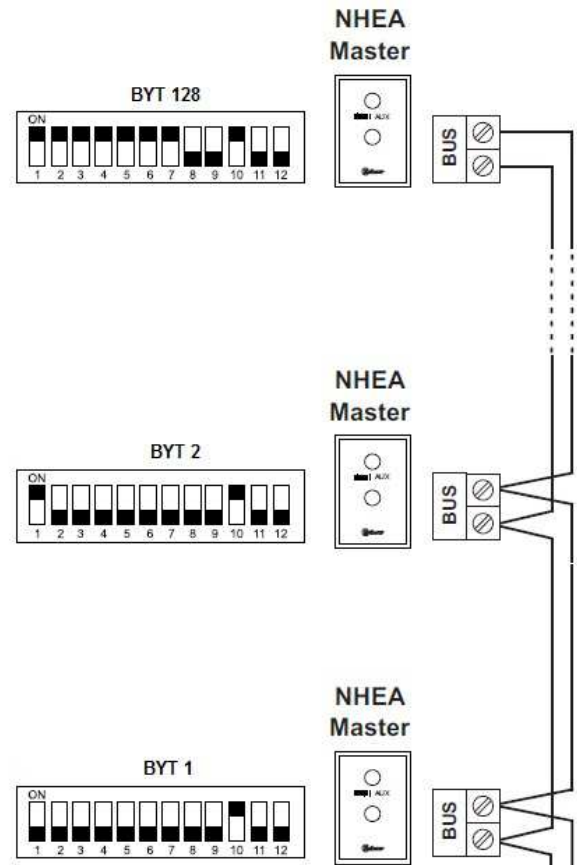 NHEA
Master
BYT 128
ON
1 2 3 4 5 6 7 8 9 10 11 12
AUX
BUS
NHEA
Master
BYT 2
ON
1 2 3 4 5 6 7 8 9 10 11 12
AUX
BUS
NHEA
Master
BYT 1
ON
1 2 3 4 5 6 7 8 9 10 11 12
AUX
BUS